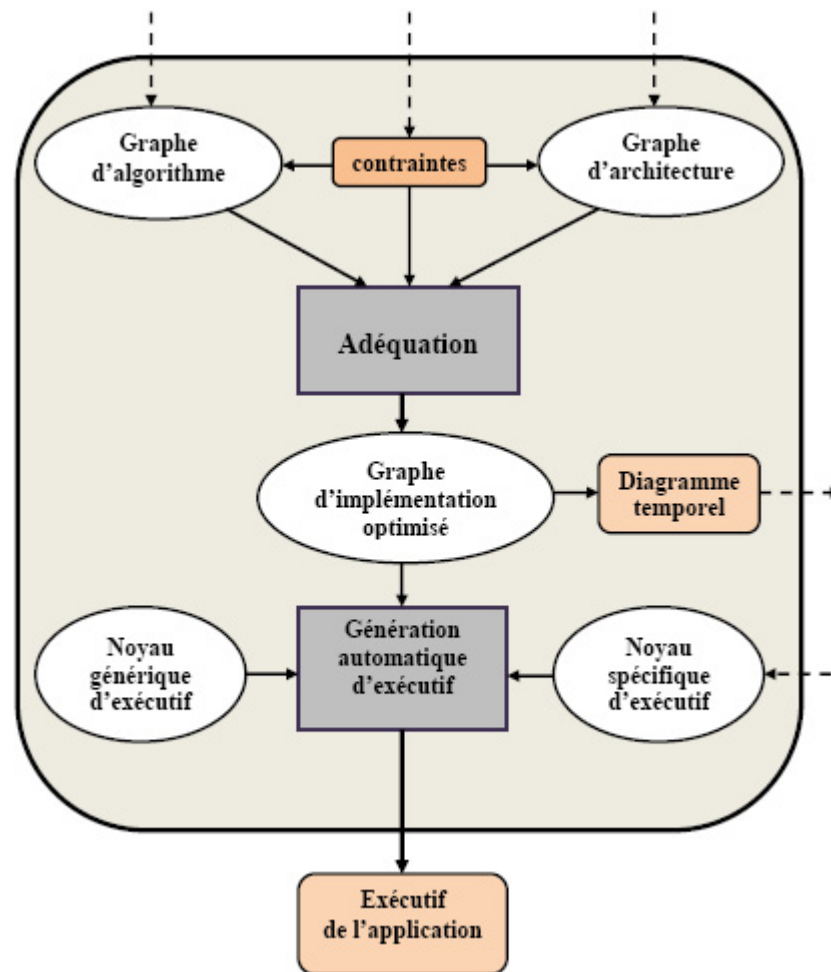 Graphe
d'algorithme
contraintes
Graphe
d'architecture
Adéquation
Graphe
d'implémentation
optimisé
Diagramme
temporel
Noyau
générique
d'exécutif
Génération
automatique
d'exécutif
Noyau
spécifique
d'exécutif
Exécutif
de l'application